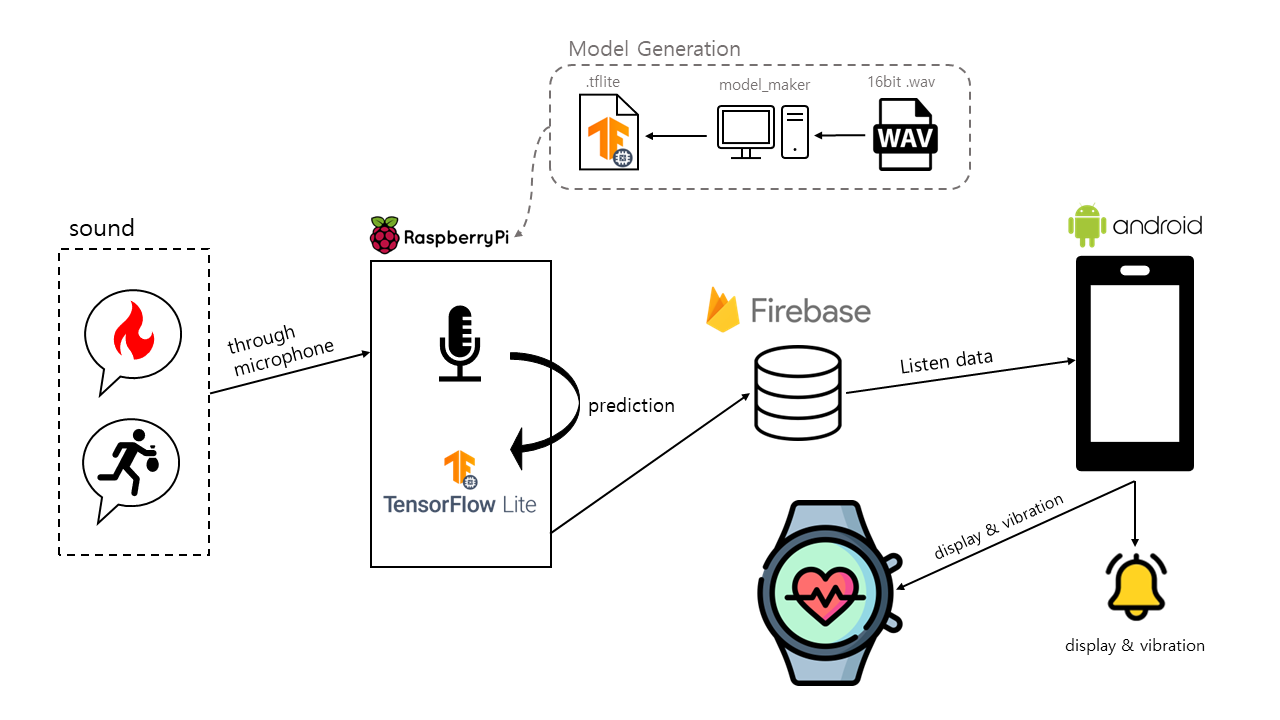 Model Generation
.tflite
model_maker
16bit .wav
WAV
sound
RaspberryPi
android
through
microphone
Firebase
Listen data
prediction
TensorFlow Lite
display & vibration
display & vibration